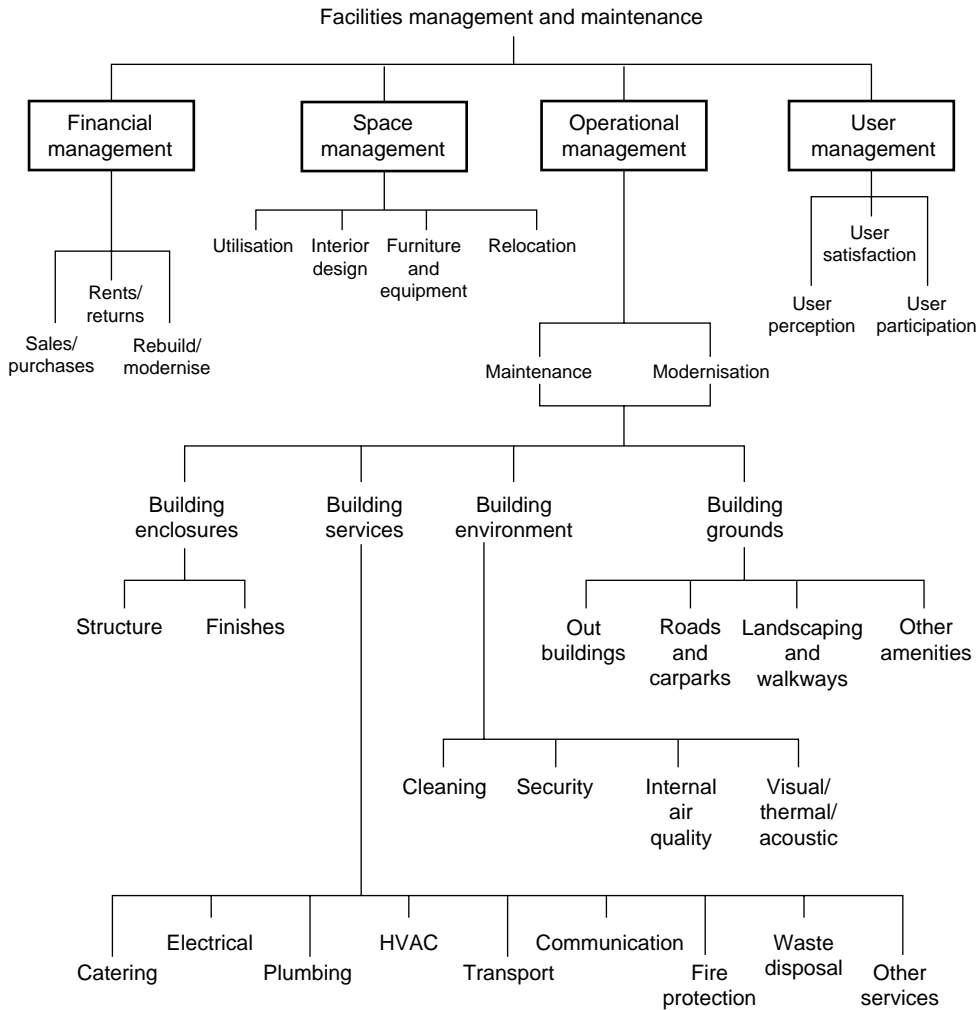 Facilities management and maintenance
Financial
management
Space
management
Operational
management
User
management
Utilisation
Interior
design
Furniture
and
equipment
Relocation
User
satisfaction
Rents/
returns
User
perception
User
participation
Sales/
purchases
Rebuild/
modernise
Maintenance
Modernisation
Building
enclosures
Building
services
Building
environment
Building
grounds
Structure
Finishes
Out
buildings
Roads
and
carparks
Landscaping
and
walkways
Other
amenities
Cleaning
Security
Internal
air
quality
Visual/
thermal/
acoustic
Catering
Electrical
Plumbing
HVAC
Transport
Communication
Fire
protection
Waste
disposal
Other
services